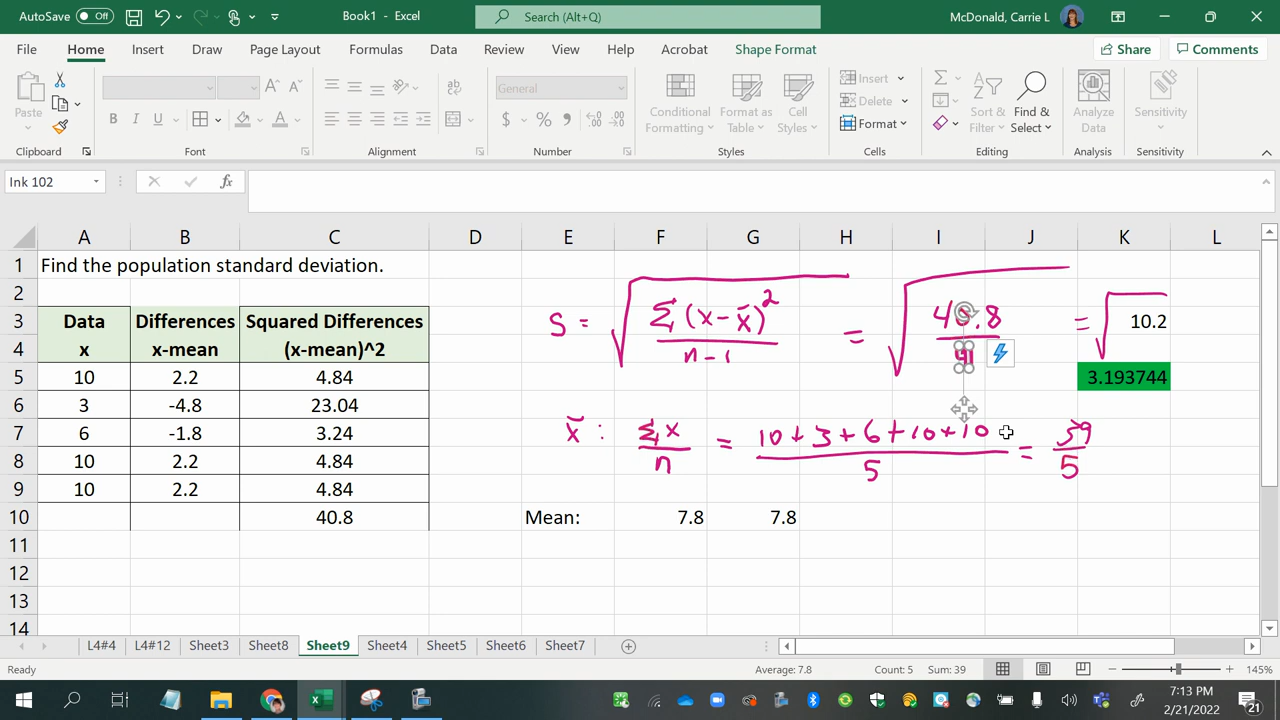 AutoSave Off Book1 - Excel Search (Alt+Q) McDonald, Carrie L
File Home Insert Draw Page Layout Formulas Data Review View Help Acrobat Shape Format Share Comments
General Insert
Paste Conditional Formatting Format as Table Cell Styles Delete Sort & Filter Find & Select Analyze Data Sensitivity
B I U A $ % Format
Clipboard Font Alignment Number Styles Cells Editing Analysis Sensitivity
Ink 102 fx
A B C D E F G H I J K L
1 Find the population standard deviation.
2
3 Data Differences Squared Differences S = √ Σ(x-x̄)² = √ 40.8 = √ 10.2
4 x x-mean (x-mean)^2 n-1 4
5 10 2.2 4.84 3.193744
6 3 -4.8 23.04
7 6 -1.8 3.24 x̄ : Σx = 10+3+6+10+10 = 39
8 10 2.2 4.84 n 5 5
9 10 2.2 4.84
10 40.8 Mean: 7.8 7.8
11
12
13
14
L4#4 L4#12 Sheet3 Sheet8 Sheet9 Sheet4 Sheet5 Sheet6 Sheet7
Ready Average: 7.8 Count: 5 Sum: 39 145%
7:13 PM
2/21/2022 21